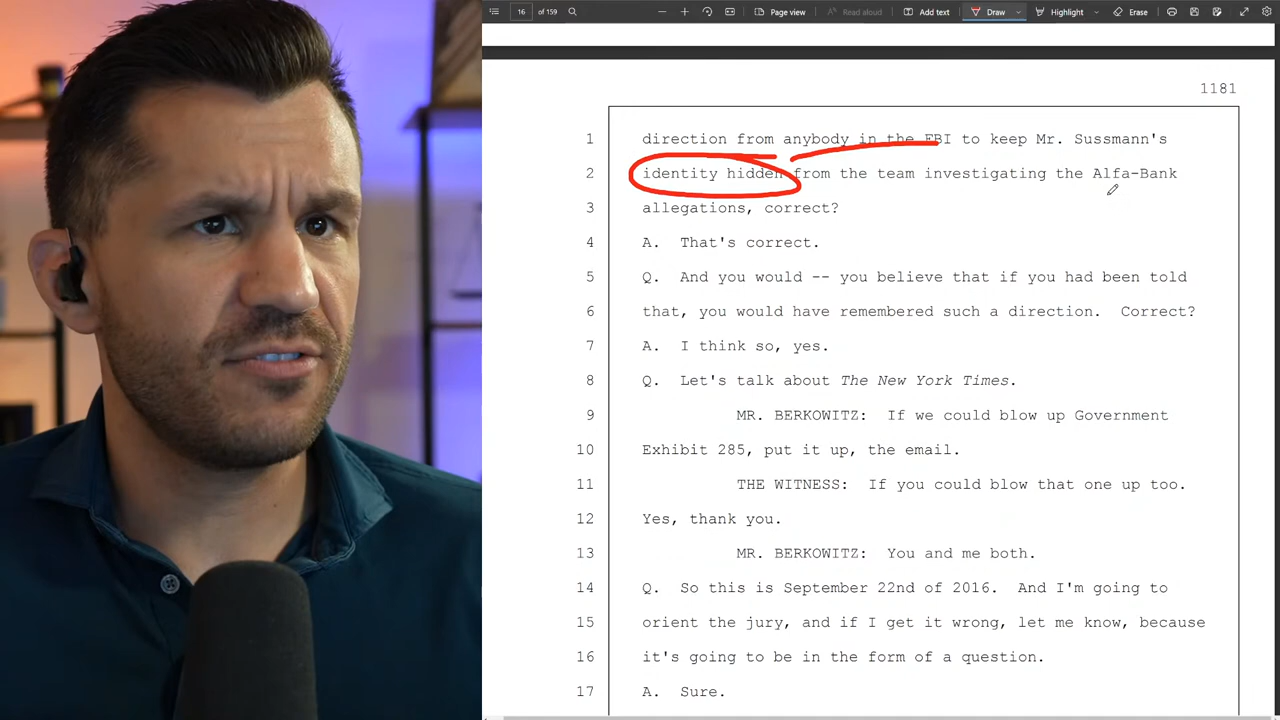 16 of 159 Page view Read aloud Add text Draw Highlight Erase
1181
1 direction from anybody in the FBI to keep Mr. Sussmann's
2 identity hidden from the team investigating the Alfa-Bank
3 allegations, correct?
4 A. That's correct.
5 Q. And you would -- you believe that if you had been told
6 that, you would have remembered such a direction. Correct?
7 A. I think so, yes.
8 Q. Let's talk about The New York Times.
9 MR. BERKOWITZ: If we could blow up Government
10 Exhibit 285, put it up, the email.
11 THE WITNESS: If you could blow that one up too.
12 Yes, thank you.
13 MR. BERKOWITZ: You and me both.
14 Q. So this is September 22nd of 2016. And I'm going to
15 orient the jury, and if I get it wrong, let me know, because
16 it's going to be in the form of a question.
17 A. Sure.